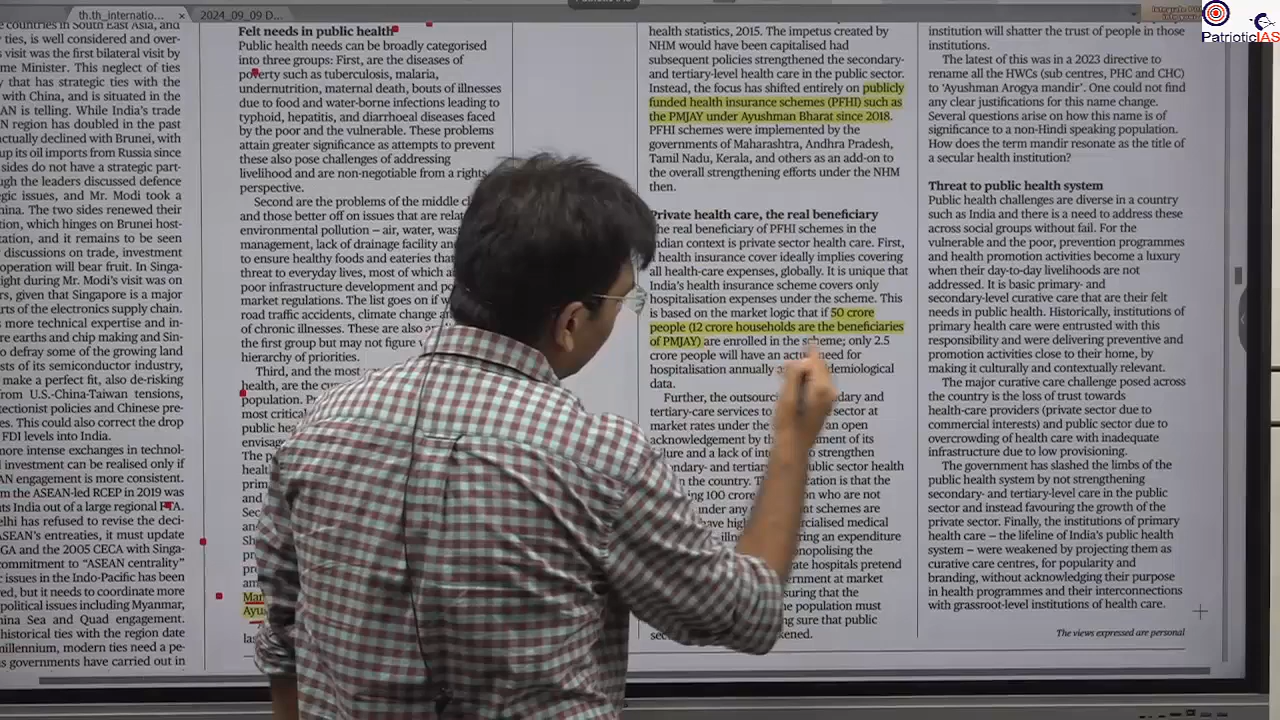 th.th_internatio...
2024_09_09 D...
PatrioticIAS
countries in South East Asia, and
ties, is well considered and over-
visit was the first bilateral visit by
me Minister. This neglect of ties
that has strategic ties with the
with China, and is situated in the
AN is telling. While India's trade
N region has doubled in the past
actually declined with Brunei, with
up its oil imports from Russia since
sides do not have a strategic part-
ugh the leaders discussed defence
egic issues, and Mr. Modi took a
hina. The two sides renewed their
ation, which hinges on Brunei host-
tation, and it remains to be seen
discussions on trade, investment
operation will bear fruit. In Singa-
light during Mr. Modi's visit was on
rs, given that Singapore is a major
rts of the electronics supply chain.
more technical expertise and in-
re earths and chip making and Sin-
o defray some of the growing land
sts of its semiconductor industry,
make a perfect fit, also de-risking
from U.S.-China-Taiwan tensions,
ectionist policies and Chinese pre-
es. This could also correct the drop
FDI levels into India.
more intense exchanges in technol-
investment can be realised only if
AN engagement is more consistent.
m the ASEAN-led RCEP in 2019 was
ts India out of a large regional FTA.
elhi has refused to revise the deci-
ASEAN's entreaties, it must update
GA and the 2005 CECA with Singa-
commitment to “ASEAN centrality”
c issues in the Indo-Pacific has been
red, but it needs to coordinate more
political issues including Myanmar,
hina Sea and Quad engagement.
historical ties with the region date
millennium, modern ties need a pe-
s governments have carried out in
Felt needs in public health
Public health needs can be broadly categorised
into three groups: First, are the diseases of
poverty such as tuberculosis, malaria,
undernutrition, maternal death, bouts of illnesses
due to food and water-borne infections leading to
typhoid, hepatitis, and diarrhoeal diseases faced
by the poor and the vulnerable. These problems
attain greater significance as attempts to prevent
these also pose challenges of addressing
livelihood and are non-negotiable from a rights
perspective.
Second are the problems of the middle cl
and those better off on issues that are relat
environmental pollution – air, water, waste
management, lack of drainage facility an
to ensure healthy foods and eateries tha
threat to everyday lives, most of which a
poor infrastructure development and po
market regulations. The list goes on if w
road traffic accidents, climate change an
of chronic illnesses. These are also an
the first group but may not figure
hierarchy of priorities.
Third, and the most
health, are the cu
population. Pr
most critical
public hea
envisag
The p
healt
prim
and
Sec
Sh
pr
am
Man
Ayus
las
health statistics, 2015. The impetus created by
NHM would have been capitalised had
subsequent policies strengthened the secondary-
and tertiary-level health care in the public sector.
Instead, the focus has shifted entirely on publicly
funded health insurance schemes (PFHI) such as
the PMJAY under Ayushman Bharat since 2018.
PFHI schemes were implemented by the
governments of Maharashtra, Andhra Pradesh,
Tamil Nadu, Kerala, and others as an add-on to
the overall strengthening efforts under the NHM
then.
Private health care, the real beneficiary
The real beneficiary of PFHI schemes in the
Indian context is private sector health care. First,
health insurance cover ideally implies covering
all health-care expenses, globally. It is unique that
India's health insurance scheme covers only
hospitalisation expenses under the scheme. This
is based on the market logic that if 50 crore
people (12 crore households are the beneficiaries
of PMJAY) are enrolled in the scheme; only 2.5
crore people will have an actual need for
hospitalisation annually as epidemiological
data.
Further, the outsourci dary and
tertiary-care services to sector at
market rates under the an open
acknowledgement by th ment of its
failure and a lack of int strengthen
ondary- and tertiar ublic sector health
n the country. Th cation is that the
ing 100 crore on who are not
under any t schemes are
have hig rcialised medical
illn ring an expenditure
onopolising the
ate hospitals pretend
ernment at market
suring that the
e population must
ng sure that public
sec kened.
institution will shatter the trust of people in those
institutions.
The latest of this was in a 2023 directive to
rename all the HWCs (sub centres, PHC and CHC)
to ‘Ayushman Arogya mandir’. One could not find
any clear justifications for this name change.
Several questions arise on how this name is of
significance to a non-Hindi speaking population.
How does the term mandir resonate as the title of
a secular health institution?
Threat to public health system
Public health challenges are diverse in a country
such as India and there is a need to address these
across social groups without fail. For the
vulnerable and the poor, prevention programmes
and health promotion activities become a luxury
when their day-to-day livelihoods are not
addressed. It is basic primary- and
secondary-level curative care that are their felt
needs in public health. Historically, institutions of
primary health care were entrusted with this
responsibility and were delivering preventive and
promotion activities close to their home, by
making it culturally and contextually relevant.
The major curative care challenge posed across
the country is the loss of trust towards
health-care providers (private sector due to
commercial interests) and public sector due to
overcrowding of health care with inadequate
infrastructure due to low provisioning.
The government has slashed the limbs of the
public health system by not strengthening
secondary- and tertiary-level care in the public
sector and instead favouring the growth of the
private sector. Finally, the institutions of primary
health care – the lifeline of India's public health
system – were weakened by projecting them as
curative care centres, for popularity and
branding, without acknowledging their purpose
in health programmes and their interconnections
with grassroot-level institutions of health care.
The views expressed are personal